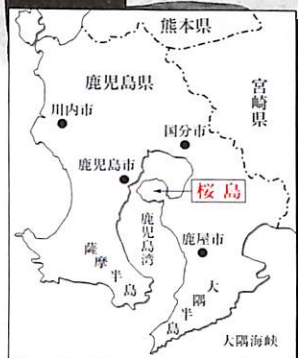 熊本県
鹿児島県
宮崎県
川内市
国分市
鹿児島市
桜島
鹿児島湾
鹿屋市
薩摩半島
大隅半島
大隅海峡